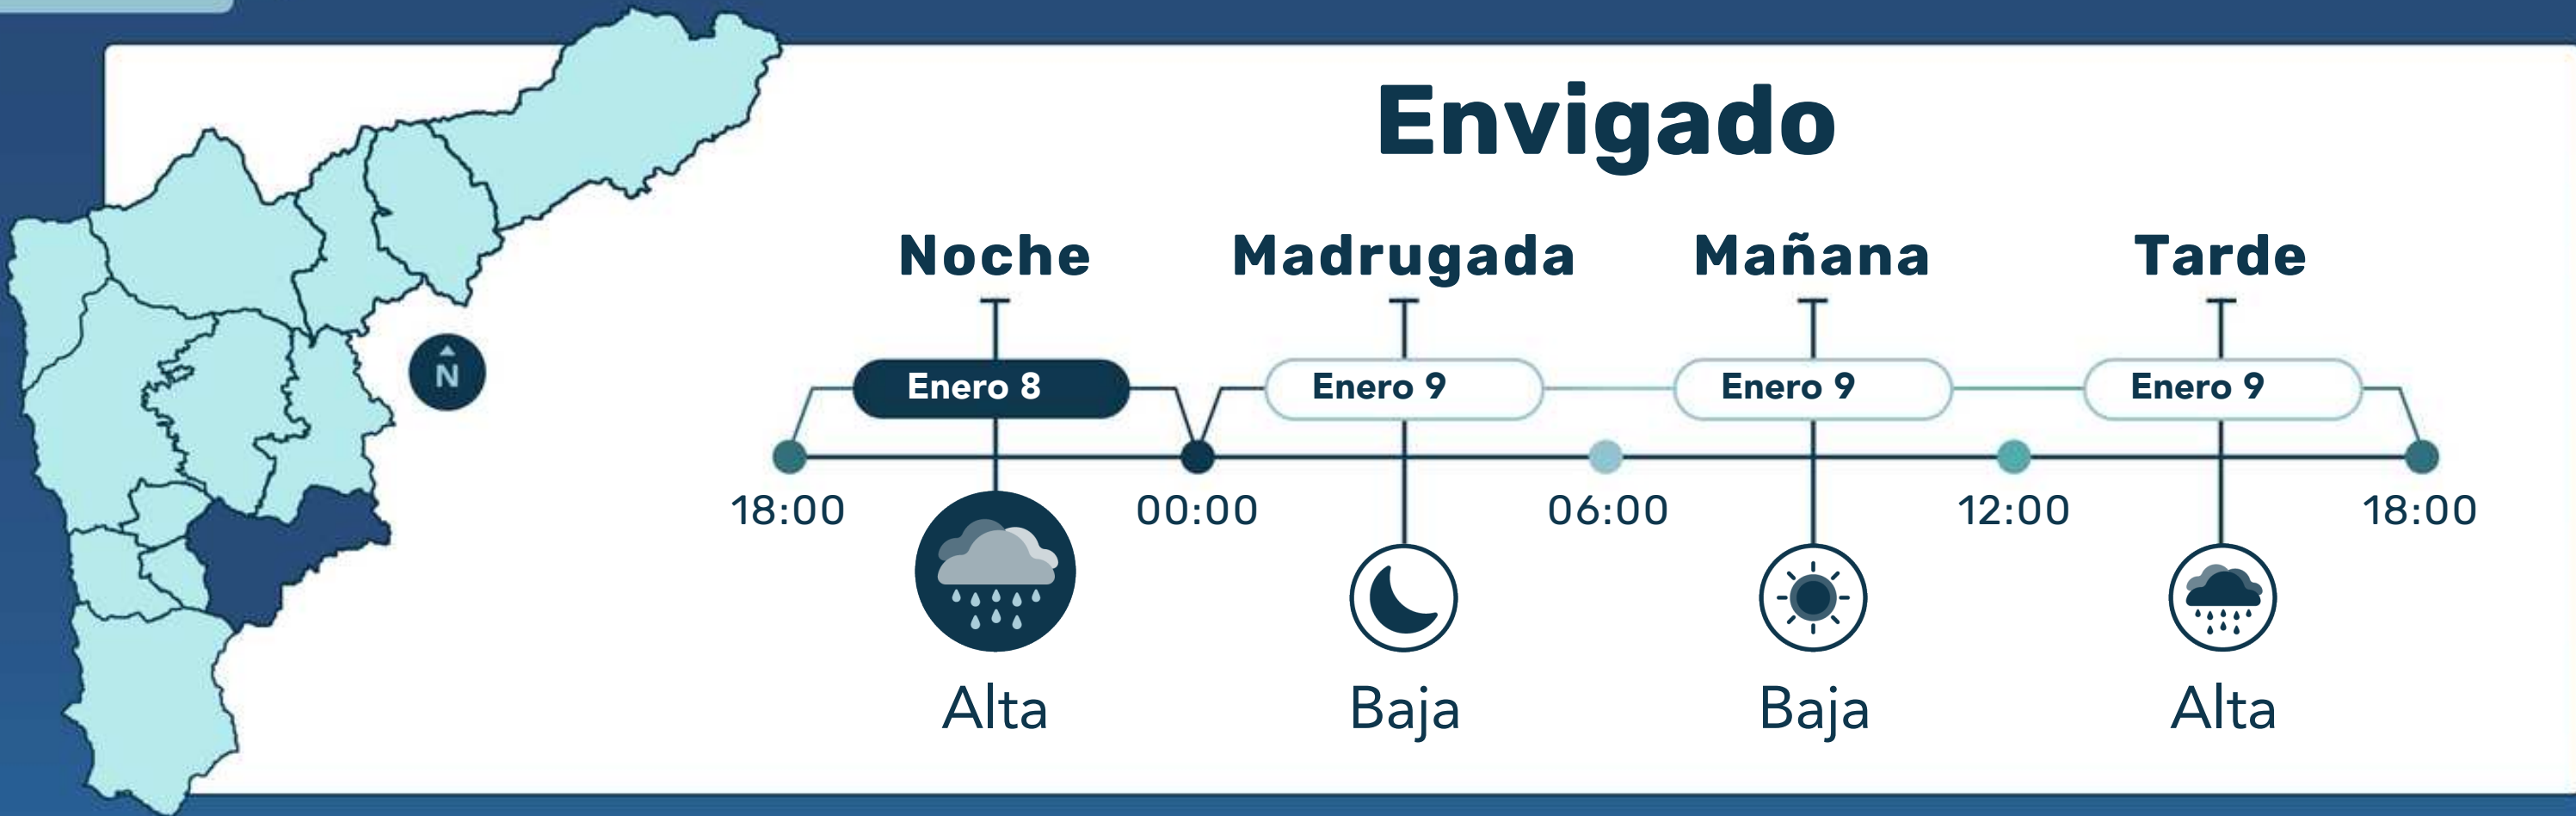 Envigado
Noche Madrugada Mañana Tarde
Enero 8 Enero 9 Enero 9 Enero 9
N
18:00 00:00 06:00 12:00 18:00
Alta Baja Baja Alta